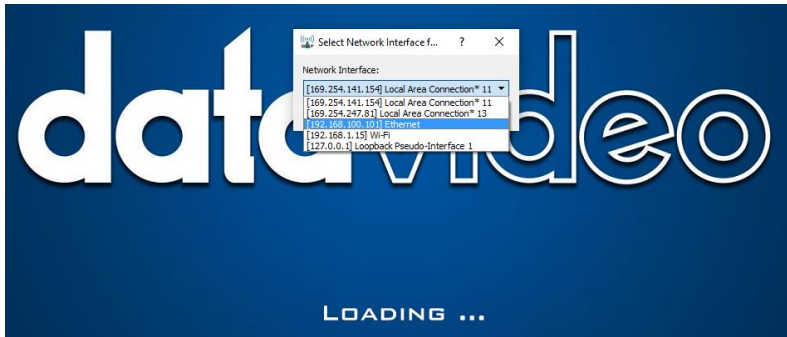 Select Network Interface f...
Network Interface:
[169.254.141.154] Local Area Connection* 11
[169.254.141.154] Local Area Connection* 11
[169.254.247.81] Local Area Connection* 13
[192.168.100.101] Ethernet
[192.168.1.15] Wi-Fi
[127.0.0.1] Loopback Pseudo-Interface 1
datavideo
LOADING ...